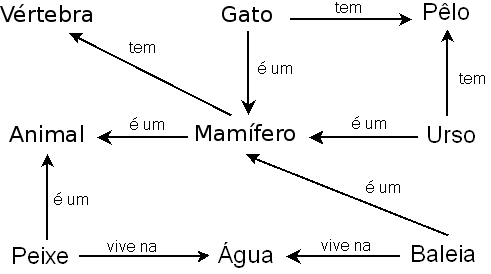 Vértebra
Gato
tem
Pêlo
tem
é um
tem
Animal
é um
Mamífero
é um
Urso
é um
é um
Peixe
vive na
Água
vive na
Baleia